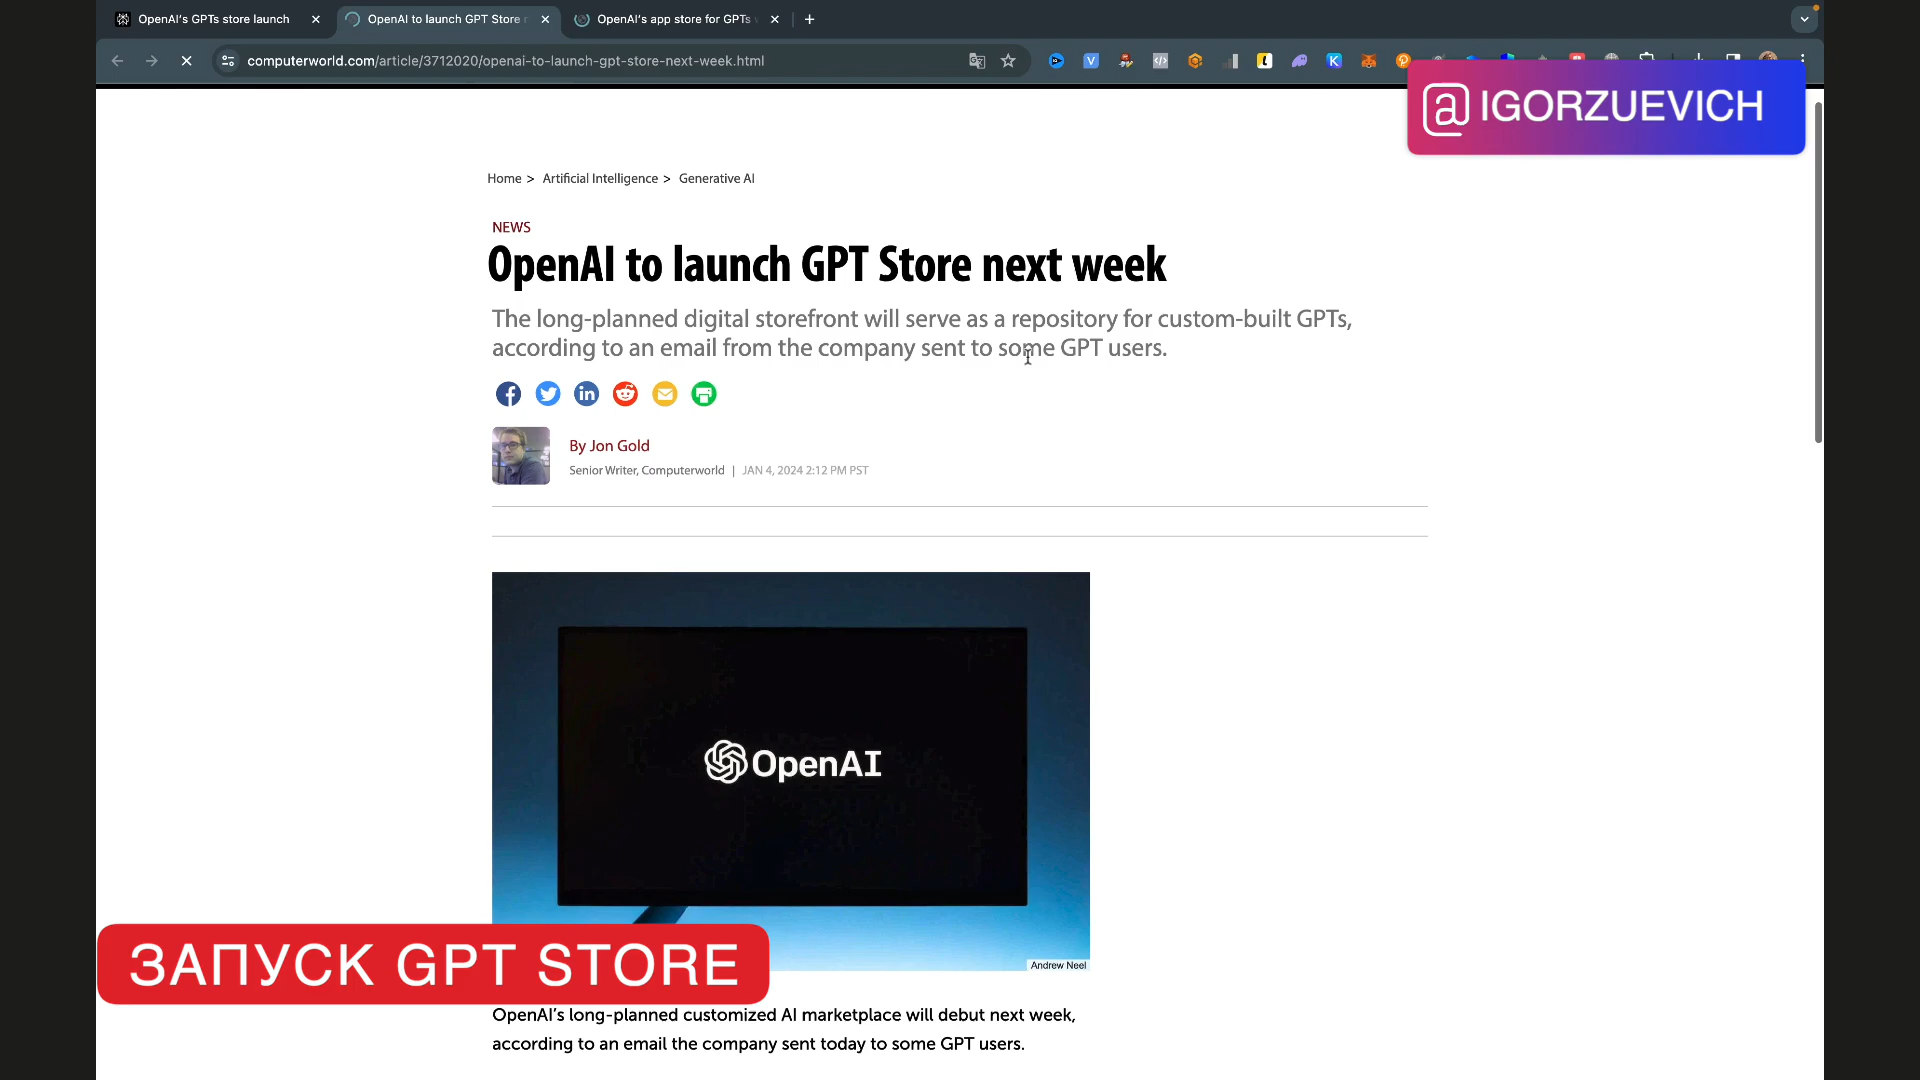 OpenAI's GPTs store launch
OpenAI to launch GPT Store
OpenAI's app store for GPTs
computerworld.com/article/3712020/openai-to-launch-gpt-store-next-week.html
@IGORZUEVICH
Home > Artificial Intelligence > Generative AI
NEWS
OpenAI to launch GPT Store next week
The long-planned digital storefront will serve as a repository for custom-built GPTs,
according to an email from the company sent to some GPT users.
By Jon Gold
Senior Writer, Computerworld | JAN 4, 2024 2:12 PM PST
OpenAI
Andrew Neel
ЗАПУСК GPT STORE
OpenAI’s long-planned customized AI marketplace will debut next week,
according to an email the company sent today to some GPT users.